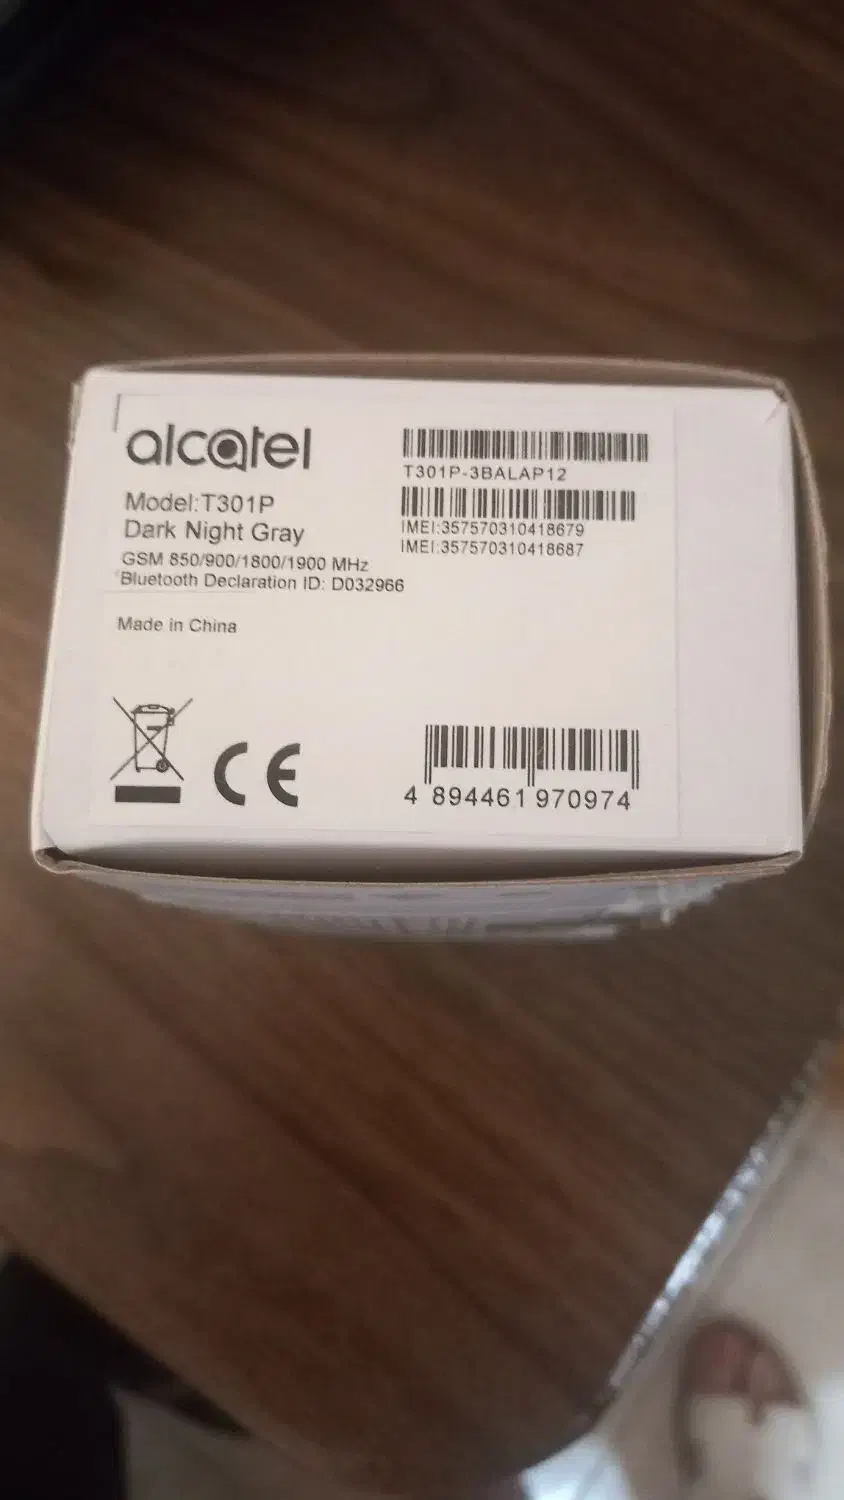 alcatel
Model:T301P
Dark Night Gray
GSM 850/900/1800/1900 MHz
Bluetooth Declaration ID: D032966
Made in China
T301P-3BALAP12
IMEI:357570310418679
IMEI:357570310418687
CE
4 894461 970974